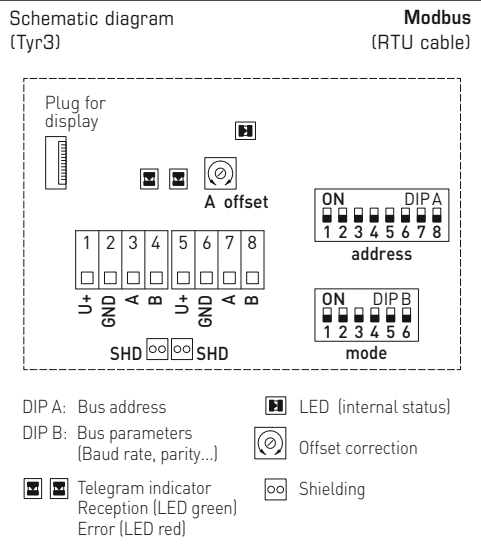 Schematic diagram
(Tyr3)
Modbus
(RTU cable)
Plug for
display
A offset
ON DIP A
1 2 3 4 5 6 7 8
address
1 2 3 4 5 6 7 8
U+ GND A B U+ GND A B
ON DIP B
1 2 3 4 5 6
mode
SHD SHD
DIP A: Bus address
DIP B: Bus parameters
(Baud rate, parity...)
Telegram indicator
Reception (LED green)
Error (LED red)
LED (internal status)
Offset correction
Shielding